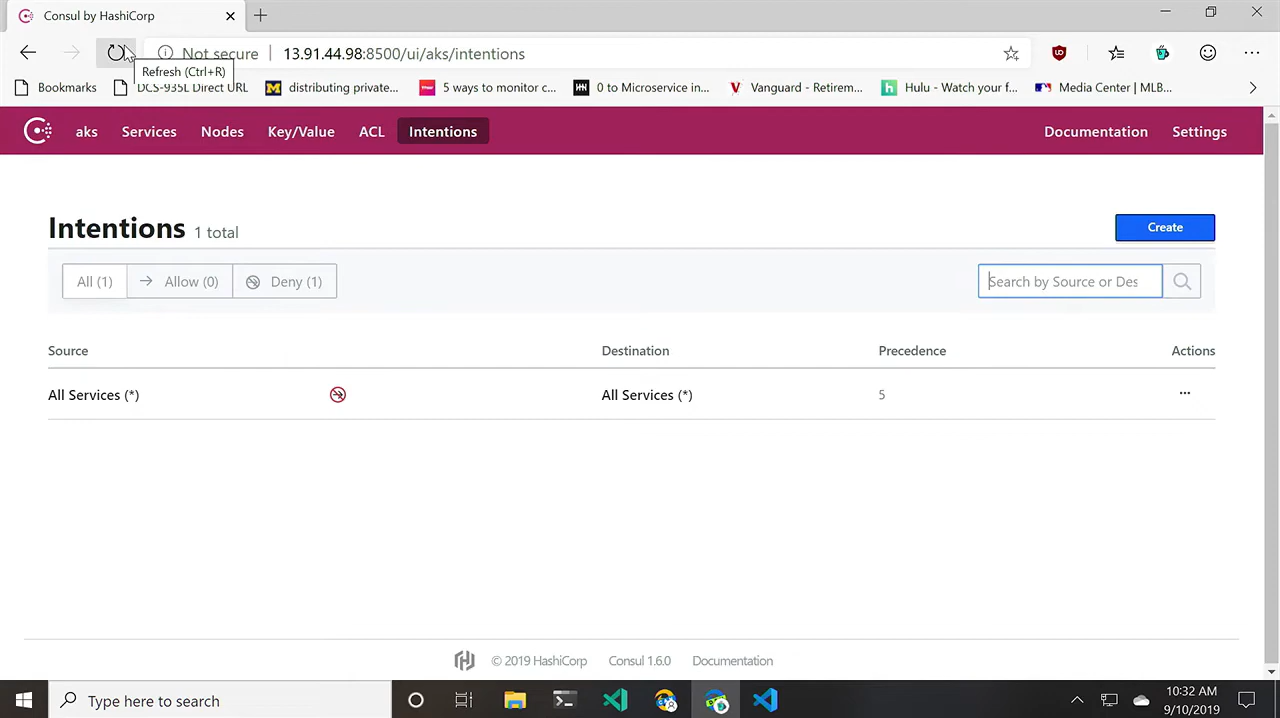 Consul by HashiCorp
Not secure | 13.91.44.98:8500/ui/aks/intentions
Refresh (Ctrl+R)
Bookmarks DCS-935L Direct URL distributing private... 5 ways to monitor c... 0 to Microservice in... Vanguard - Retirem... Hulu - Watch your f... Media Center | MLB...
aks Services Nodes Key/Value ACL Intentions Documentation Settings
Intentions 1 total
Create
All (1) Allow (0) Deny (1) Search by Source or Des
Source Destination Precedence Actions
All Services (*) All Services (*) 5 ...
© 2019 HashiCorp Consul 1.6.0 Documentation
Type here to search
10:32 AM
9/10/2019